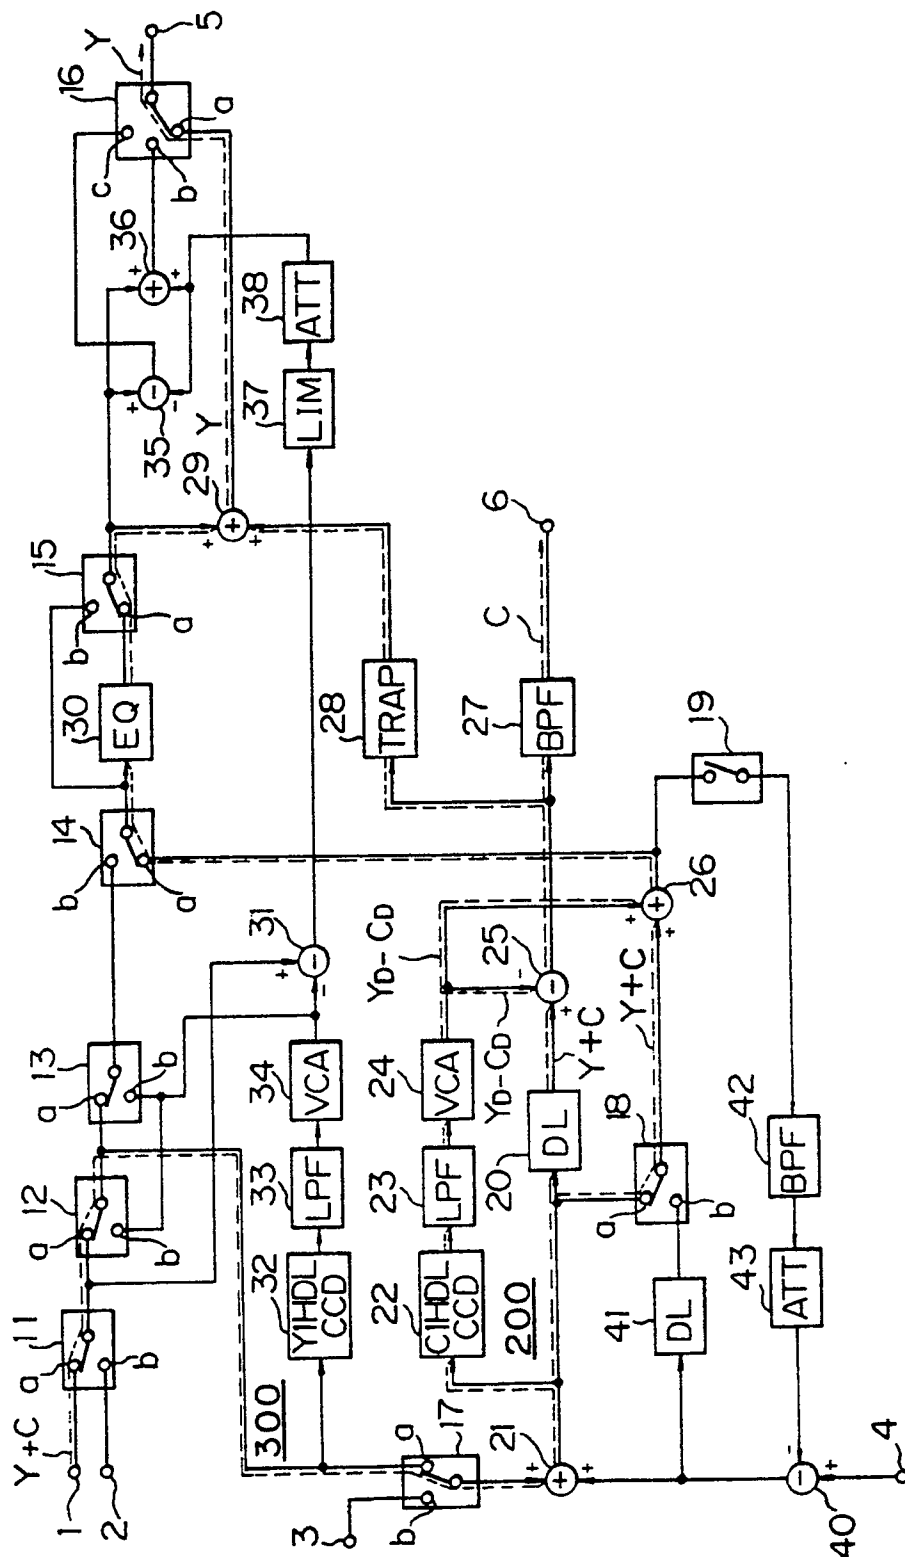 Y+C
1
2
11
a
b
12
a
b
13
a
b
14
b
a
30
EQ
15
b
a
35
36
16
c
b
a
Y
5
300
32
Y1HDL
CCD
33
LPF
34
VCA
31
29
Y
37
LIM
38
ATT
3
17
a
b
22
C1HDL
CCD
200
23
LPF
24
VCA
YD-CD
YD-CD
25
28
TRAP
21
20
DL
Y+C
27
BPF
C
6
18
a
b
Y+C
26
19
41
DL
43
ATT
42
BPF
40
4